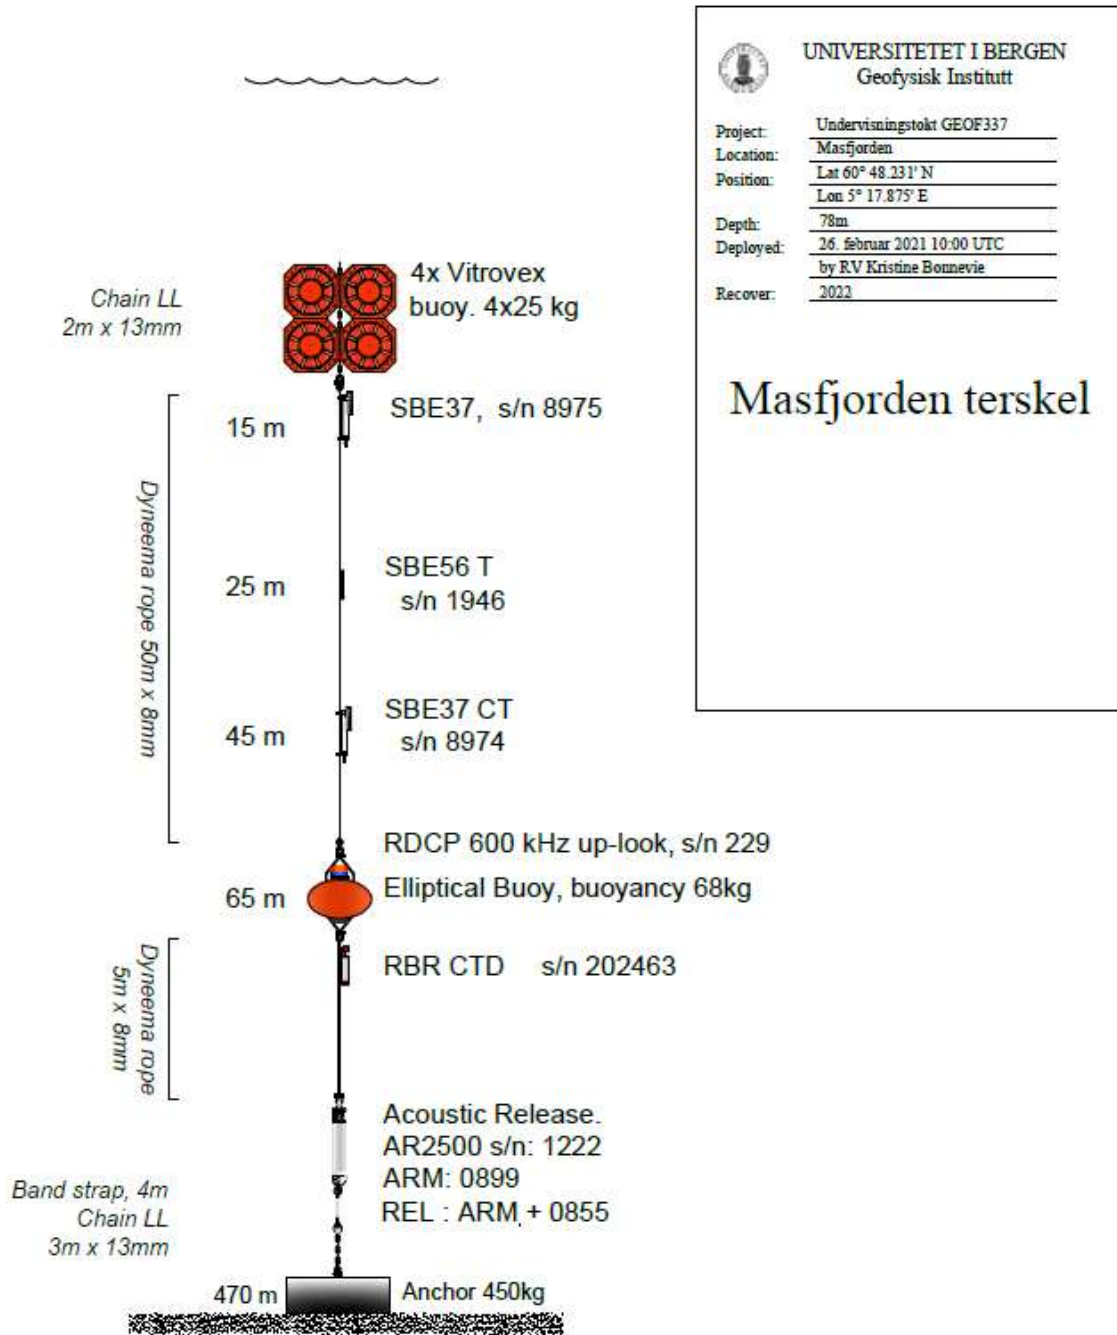 UNIVERSITETET I BERGEN
Geofysisk Institutt
Project: Undervisningstokt GEOF337
Location: Masfjorden
Position: Lat 60° 48.231' N
Lon 5° 17.875' E
Depth: 78m
Deployed: 26. februar 2021 10:00 UTC
by RV Kristine Bonnevie
Recover: 2022
Masfjorden terskel
Chain LL
2m x 13mm
4x Vitrovex
buoy. 4x25 kg
Dyneema rope 50m x 8mm
15 m
SBE37, s/n 8975
25 m
SBE56 T
s/n 1946
45 m
SBE37 CT
s/n 8974
RDCP 600 kHz up-look, s/n 229
65 m
Elliptical Buoy, buoyancy 68kg
Dyneema rope
5m x 8mm
RBR CTD s/n 202463
Acoustic Release.
AR2500 s/n: 1222
ARM: 0899
REL : ARM + 0855
Band strap, 4m
Chain LL
3m x 13mm
470 m
Anchor 450kg